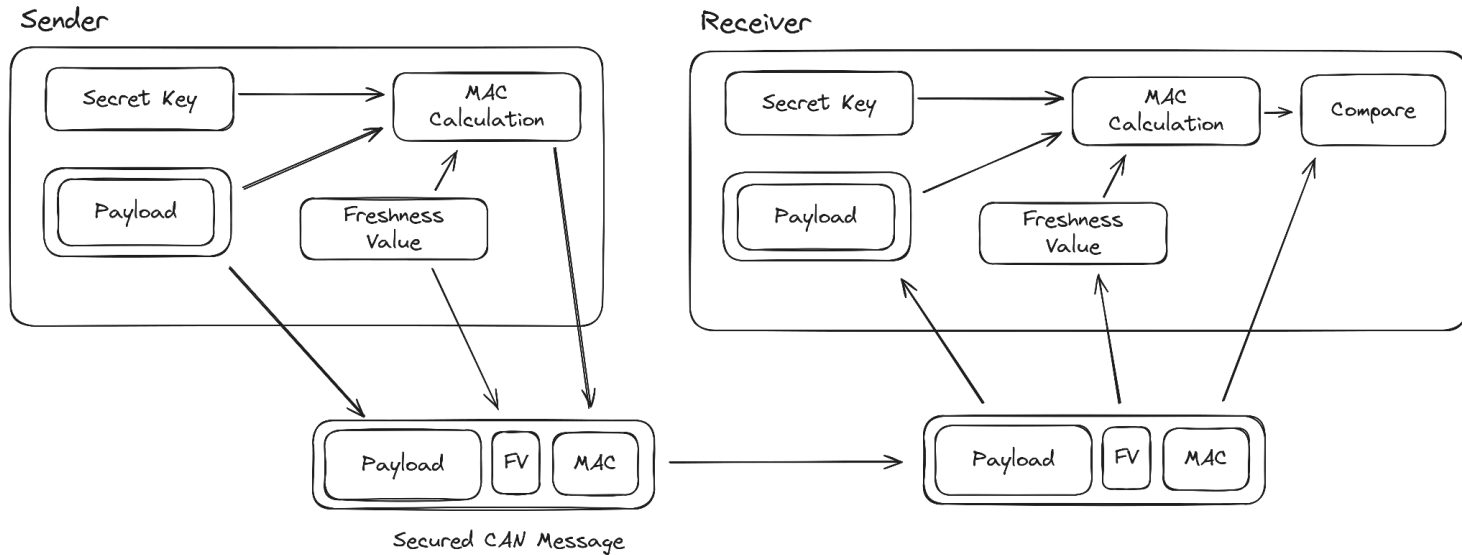 Sender
Secret Key
MAC
Calculation
Payload
Freshness
Value
Payload
FV
MAC
Secured CAN Message
Receiver
Secret Key
MAC
Calculation
Compare
Payload
Freshness
Value
Payload
FV
MAC